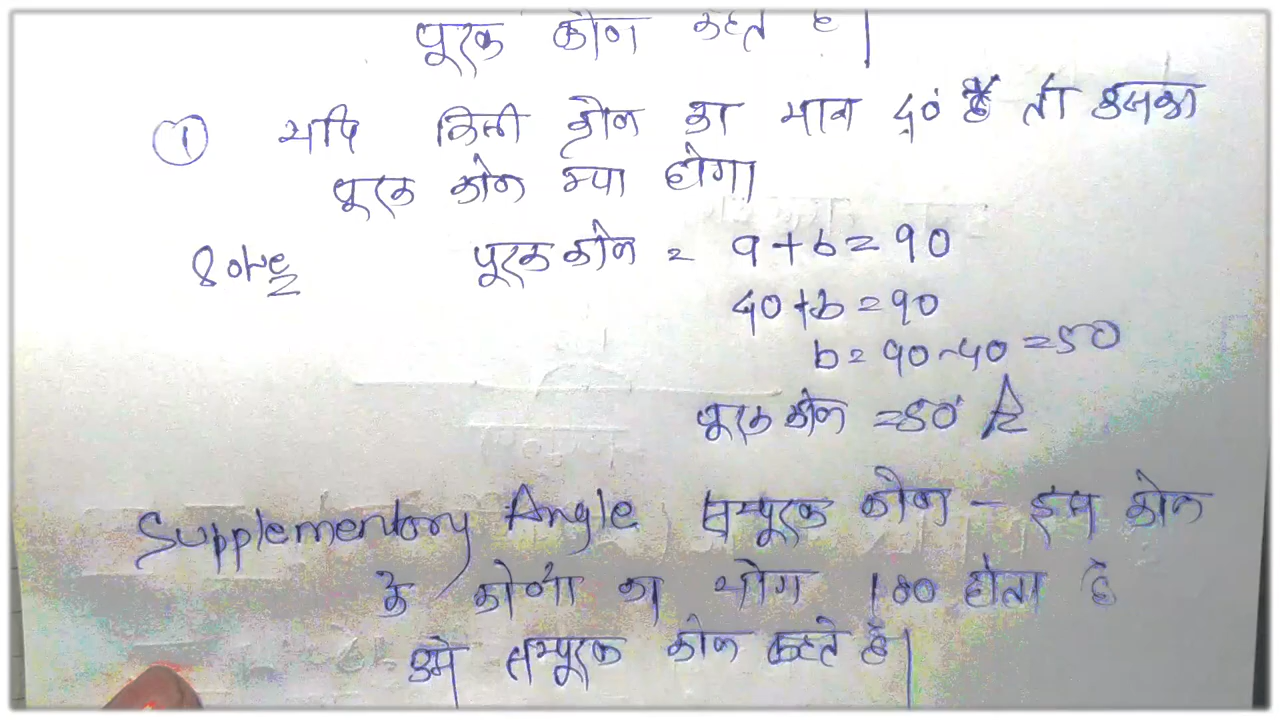 पूरक कोण कहते है।
① यदि किसी कोण का मान 40° है तो उसका
पूरक कोण क्या होगा।
Solve पूरक कोण = a+b=90
40+b=90
b=90-40=50
पूरक कोण =50°
Supplementory Angle सम्पूरक कोण - इस कोण
के कोणों का योग 180 होता है
उसे सम्पूरक कोण कहते है।